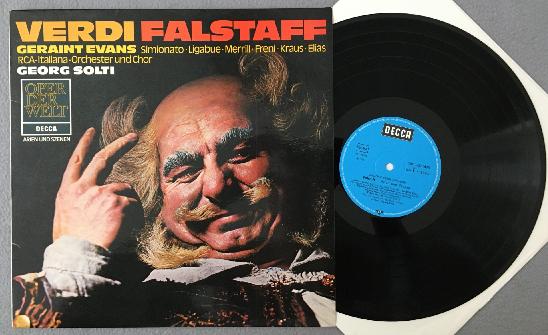 VERDI FALSTAFF
GERAINT EVANS Simionato · Ligabue · Merrill · Freni · Kraus · Elias
RCA-Italiana-Orchester und Chor
GEORG SOLTI
OPER
DER
WELT
DECCA
ARIEN UND SZENEN
DECCA